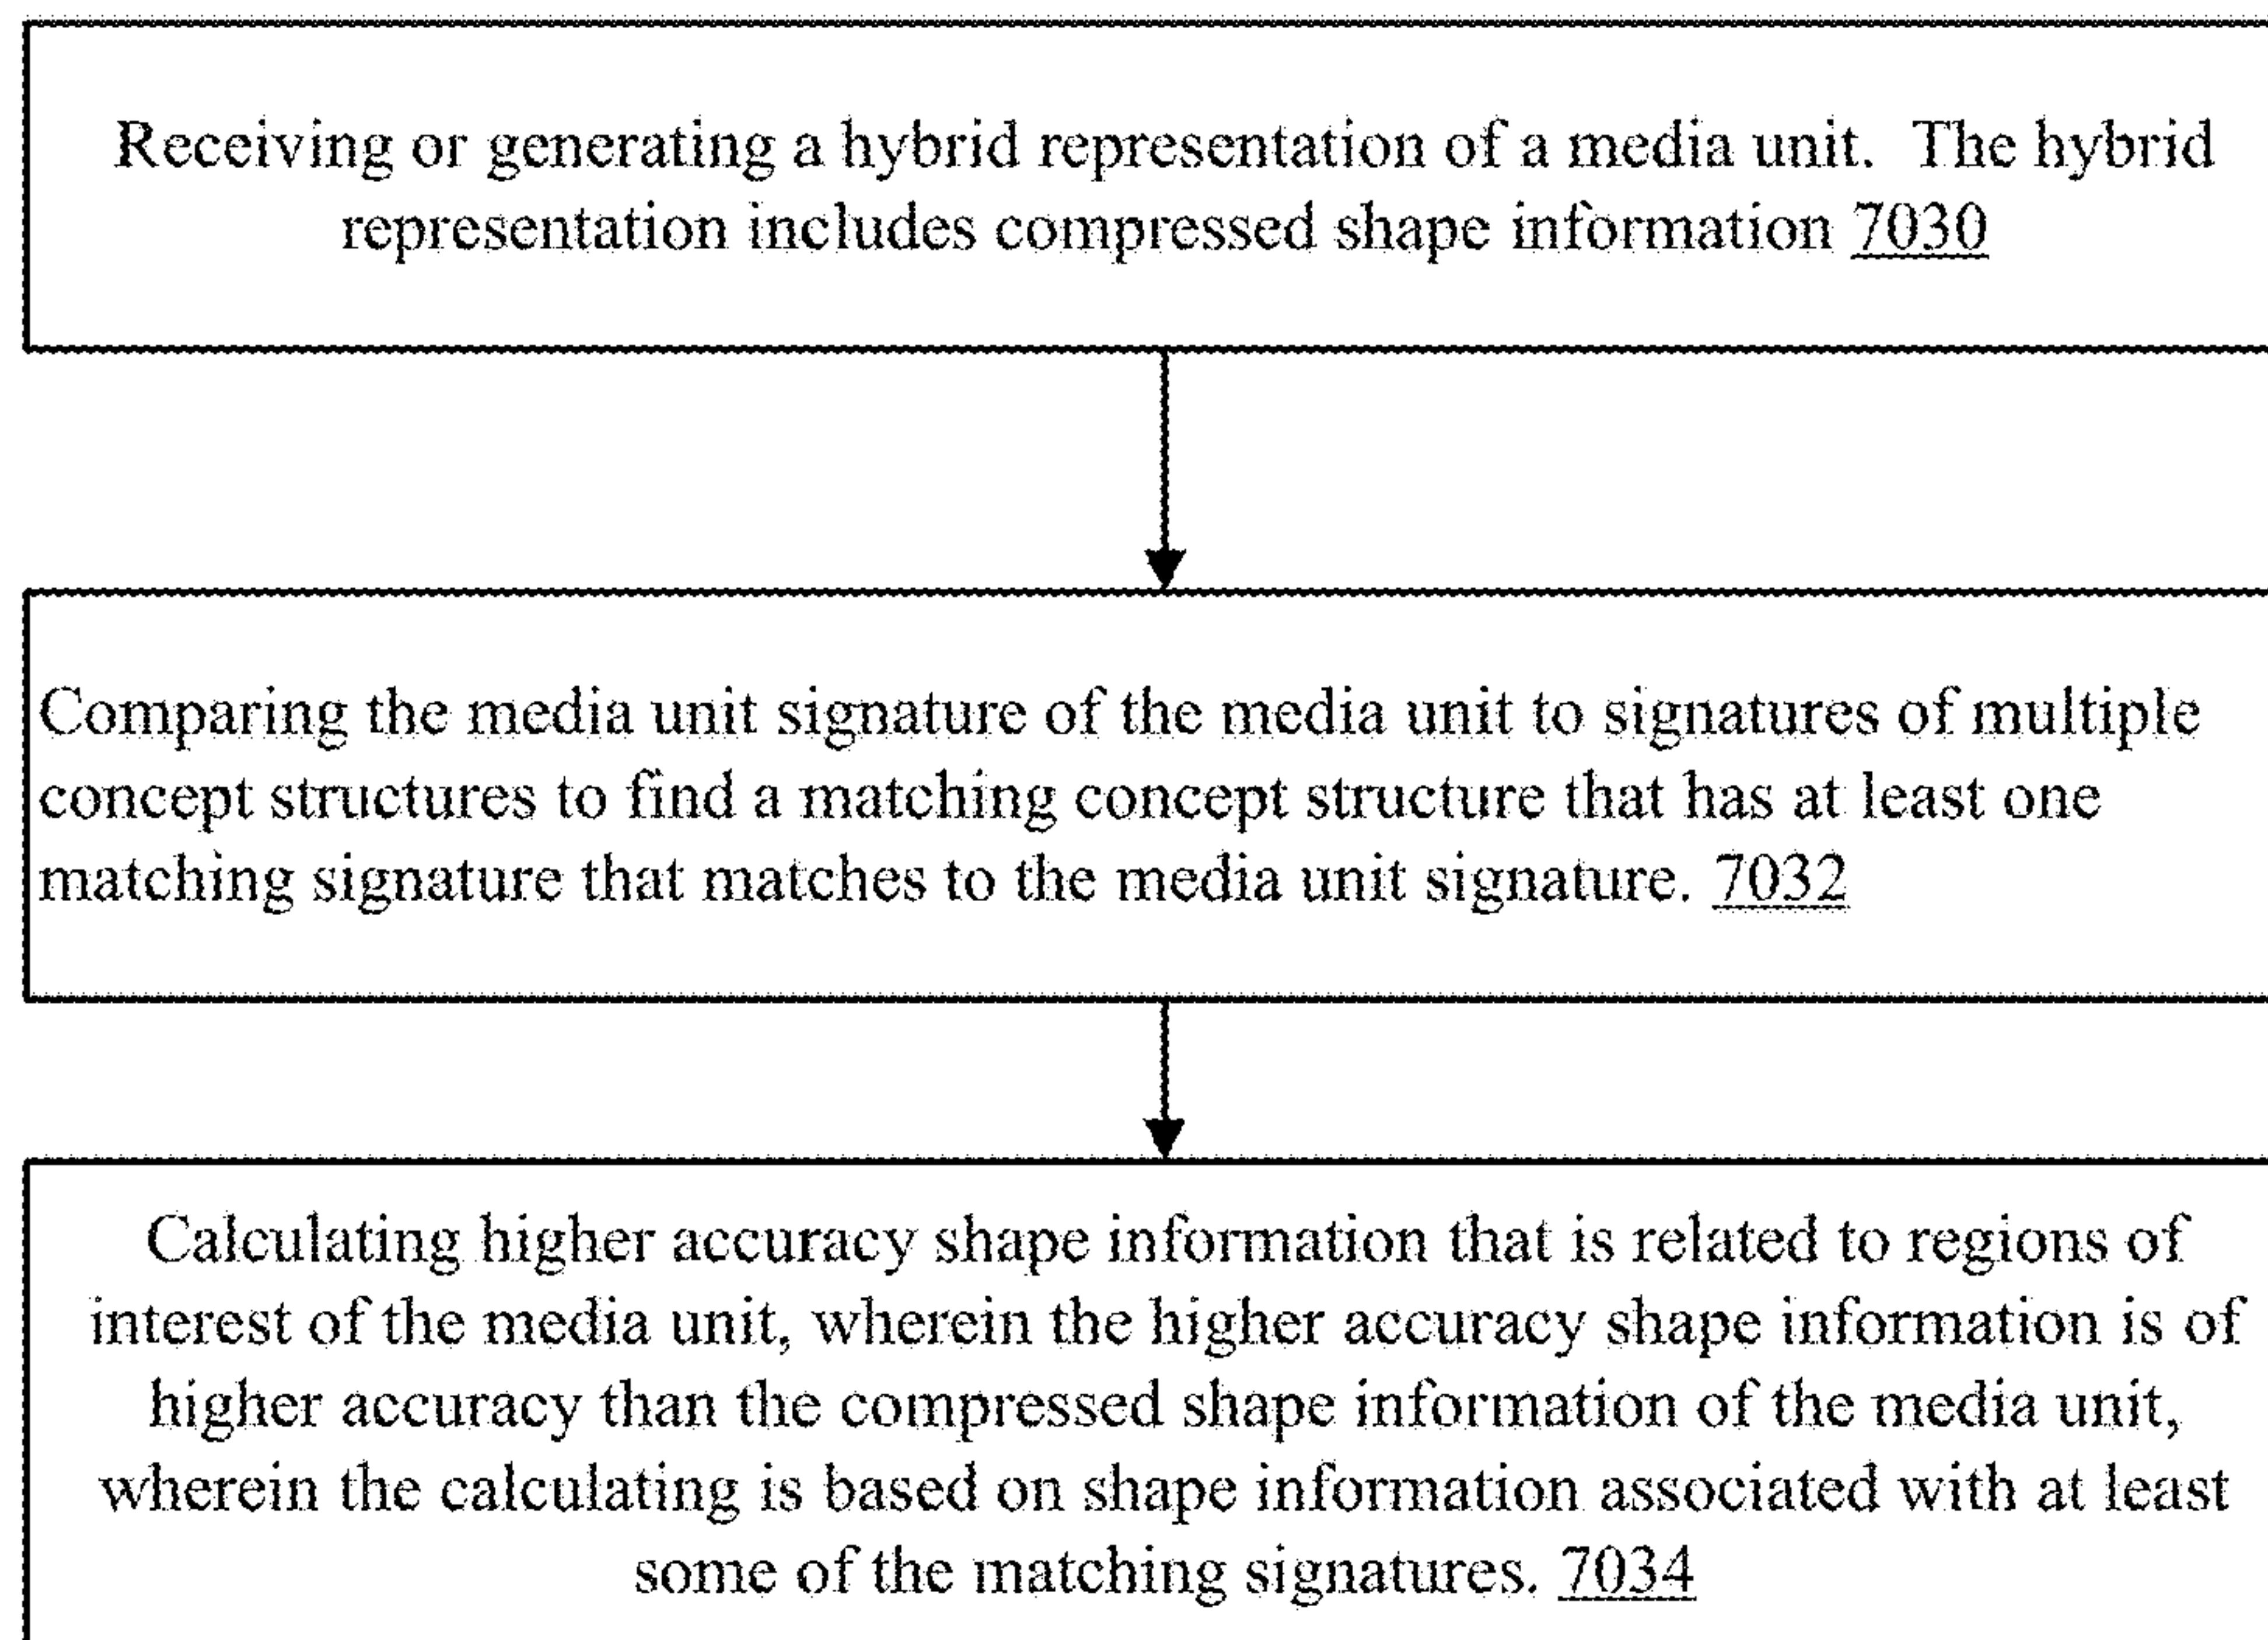 Receiving or generating a hybrid representation of a media unit. The hybrid
representation includes compressed shape information 7030
Comparing the media unit signature of the media unit to signatures of multiple
concept structures to find a matching concept structure that has at least one
matching signature that matches to the media unit signature. 7032
Calculating higher accuracy shape information that is related to regions of
interest of the media unit, wherein the higher accuracy shape information is of
higher accuracy than the compressed shape information of the media unit,
wherein the calculating is based on shape information associated with at least
some of the matching signatures. 7034